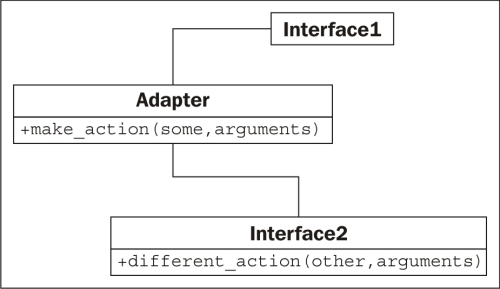 Interface1
Adapter
+make_action(some,arguments)
Interface2
+different_action(other,arguments)